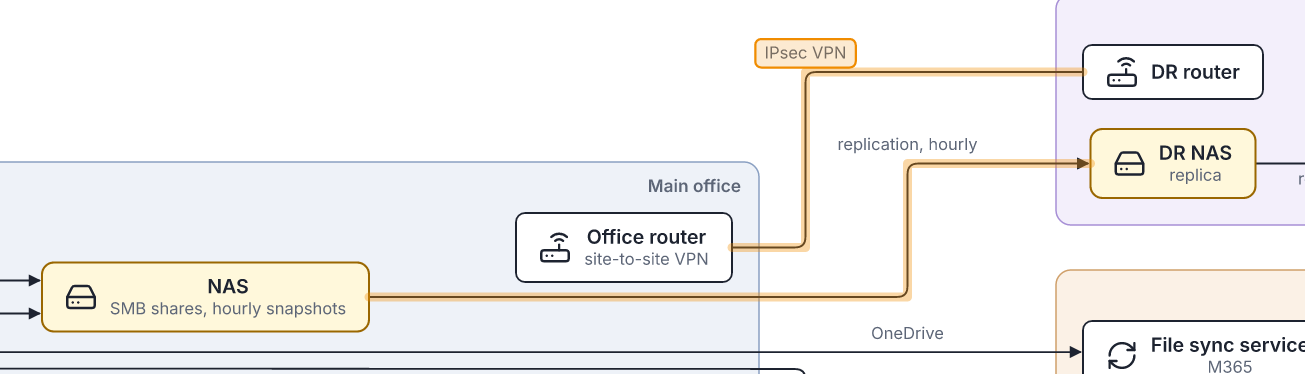 IPsec VPN
DR router
replication, hourly
DR NAS
replica
Main office
Office router
site-to-site VPN
NAS
SMB shares, hourly snapshots
OneDrive
File sync service
M365